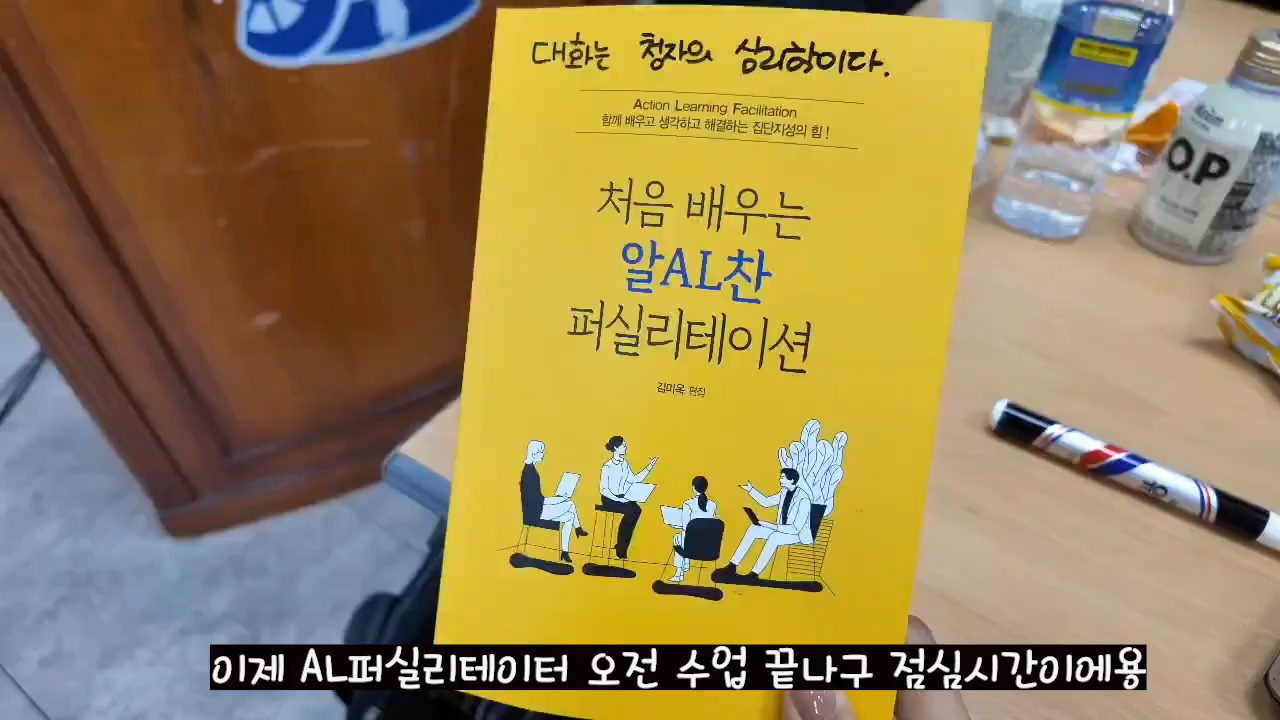 대화는 청자의 심리학이다.
Action Learning Facilitation
함께 배우고 생각하고 해결하는 집단지성의 힘 !
처음 배우는
알AL찬
퍼실리테이션
김미옥 편집
O.P
이제 AL퍼실리테이터 오전 수업 끝나구 점심시간이에용